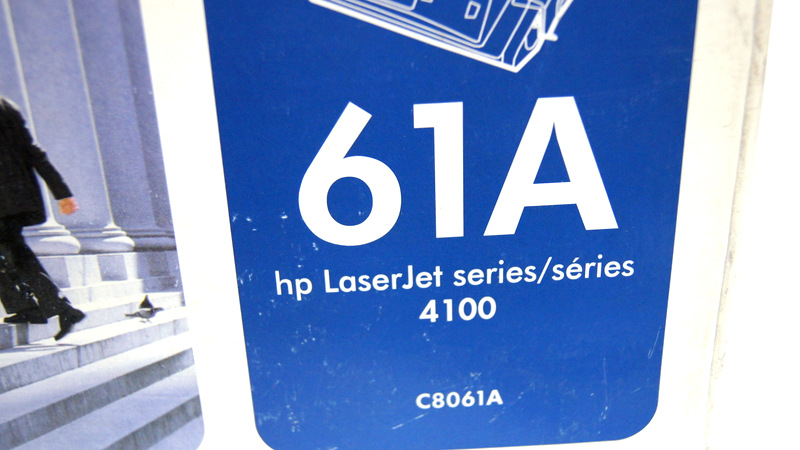 61A
hp LaserJet series/séries
4100
C8061A